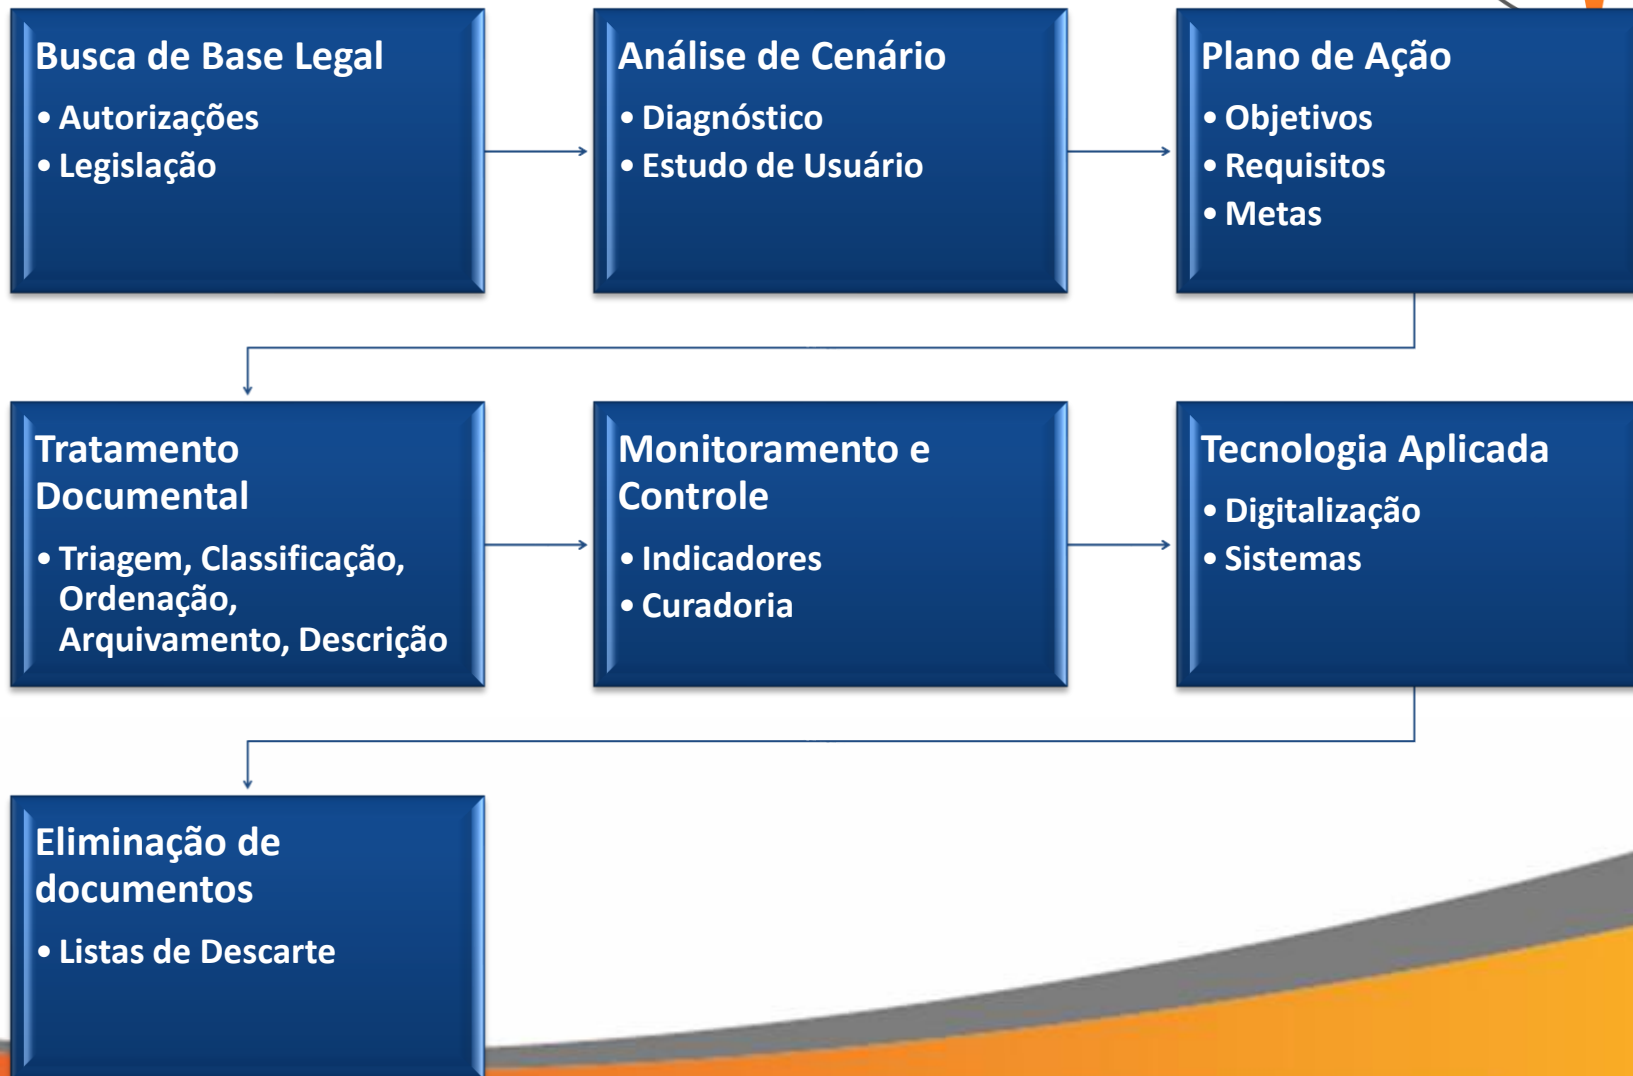 Busca de Base Legal
• Autorizações
• Legislação
Análise de Cenário
• Diagnóstico
• Estudo de Usuário
Plano de Ação
• Objetivos
• Requisitos
• Metas
Tratamento
Documental
• Triagem, Classificação,
Ordenação,
Arquivamento, Descrição
Monitoramento e
Controle
• Indicadores
• Curadoria
Tecnologia Aplicada
• Digitalização
• Sistemas
Eliminação de
documentos
• Listas de Descarte